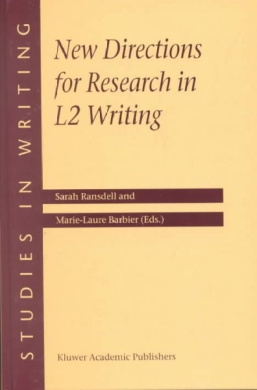 STUDIES IN WRITING
New Directions
for Research in
L2 Writing
Sarah Ransdell and
Marie-Laure Barbier (Eds.)
Kluwer Academic Publishers